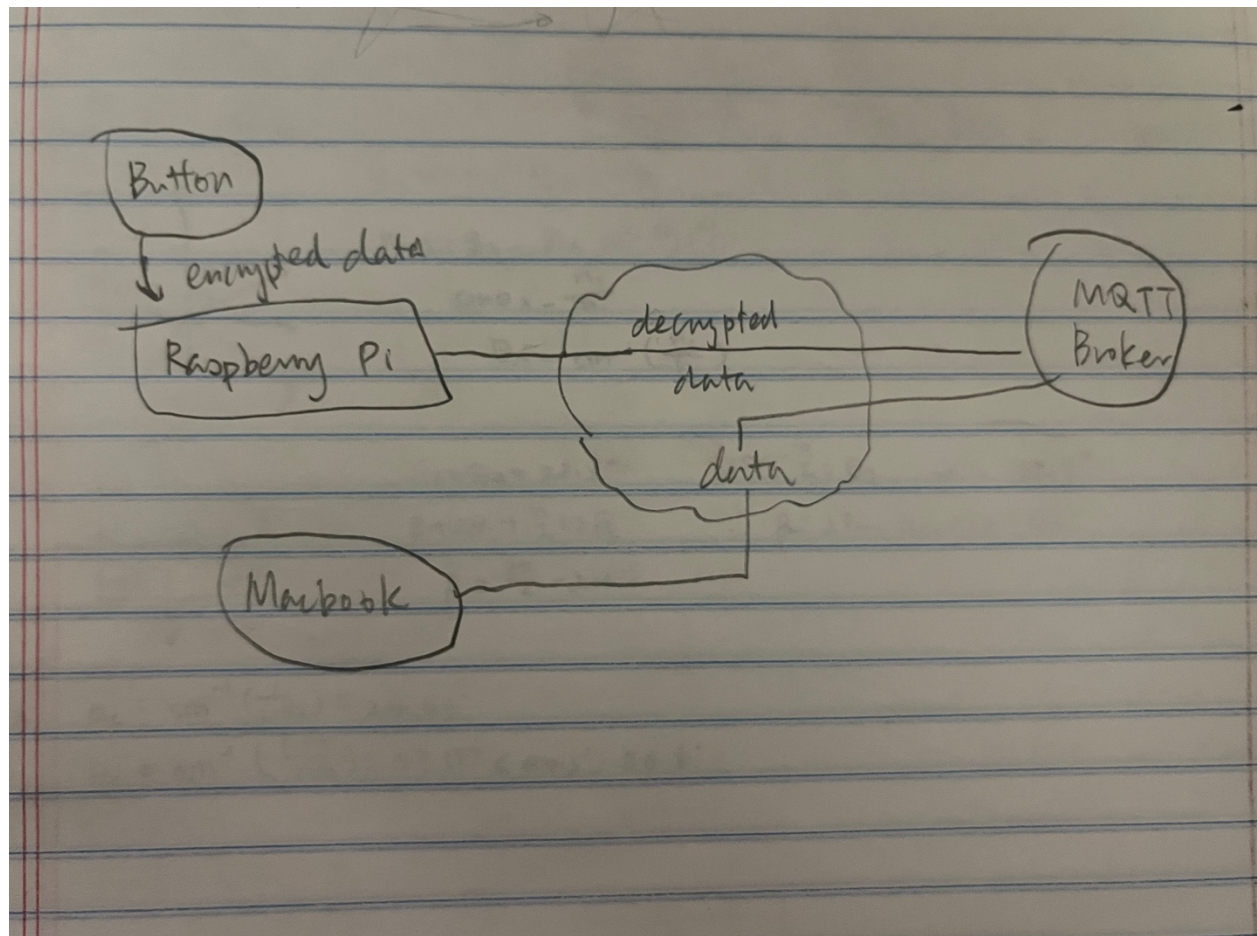 Button
encrypted data
Raspberry Pi
decrypted
data
data
MQTT
Broker
Macbook